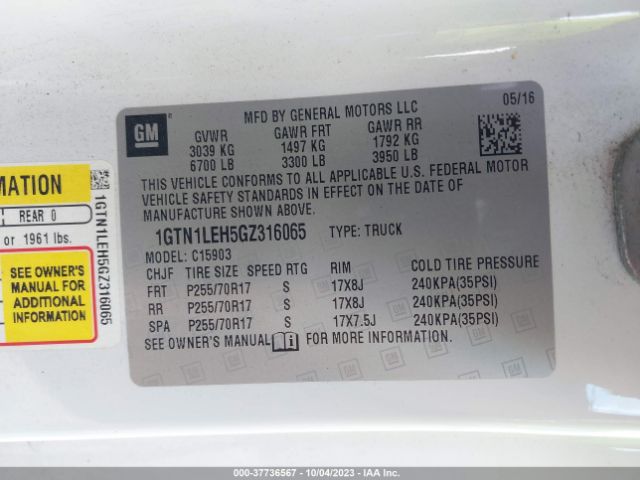 GM
MFD BY GENERAL MOTORS LLC
05/16
GVWR GAWR FRT GAWR RR
3039 KG 1497 KG 1792 KG
6700 LB 3300 LB 3950 LB
THIS VEHICLE CONFORMS TO ALL APPLICABLE U.S. FEDERAL MOTOR
VEHICLE SAFETY STANDARDS IN EFFECT ON THE DATE OF
MANUFACTURE SHOWN ABOVE.
1GTN1LEH5GZ316065 TYPE: TRUCK
MODEL: C15903
CHJF TIRE SIZE SPEED RTG RIM COLD TIRE PRESSURE
FRT P255/70R17 S 17X8J 240KPA(35PSI)
RR P255/70R17 S 17X8J 240KPA(35PSI)
SPA P255/70R17 S 17X7.5J 240KPA(35PSI)
SEE OWNER'S MANUAL FOR MORE INFORMATION.
MATION
REAR 0
or 1961 lbs.
SEE OWNER'S
MANUAL FOR
ADDITIONAL
INFORMATION
1GTN1LEH5GZ316065
000-37736567 - 10/04/2023 - IAA Inc.